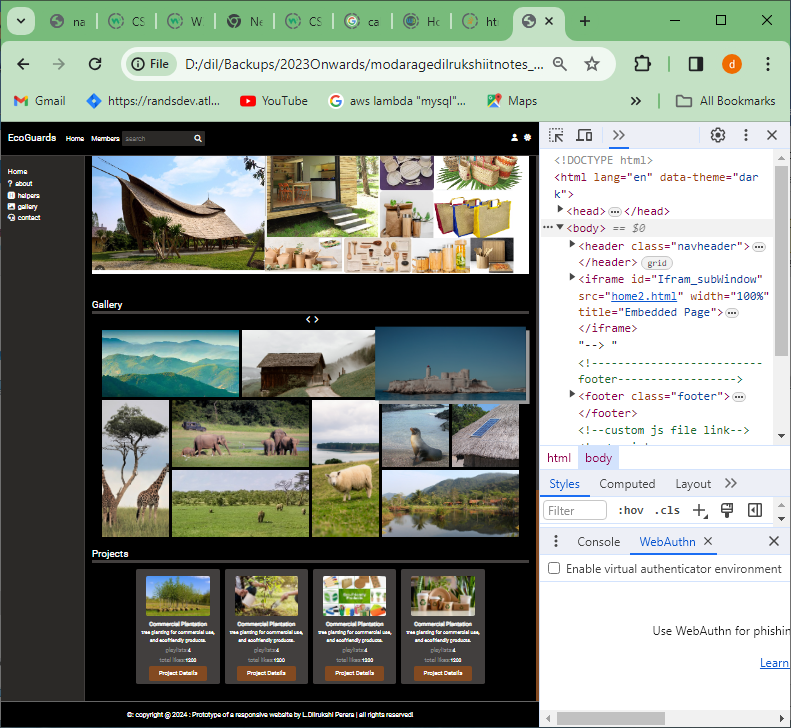 na
CS
W
Ne
CS
ca
Ho
htt
File
D:/dil/Backups/2023Onwards/modaragedilrukshiitnotes_...
d
Gmail
https://randsdev.atl...
YouTube
aws lambda "mysql"...
Maps
All Bookmarks
EcoGuards
Home
Members
search
Home
? about
helpers
gallery
contact
Gallery
Projects
Commercial Plantation
tree planting for commercial use,
and ecofriendly products.
playlists:4
total likes:1200
Project Details
Commercial Plantation
tree planting for commercial use,
and ecofriendly products.
playlists:4
total likes:1200
Project Details
Commercial Plantation
tree planting for commercial use,
and ecofriendly products.
playlists:4
total likes:1200
Project Details
Commercial Plantation
tree planting for commercial use,
and ecofriendly products.
playlists:4
total likes:1200
Project Details
©: copyright @ 2024 : Prototype of a responsive website by L.Dilrukshi Perera | all rights reserved!
<!DOCTYPE html>
<html lang="en" data-theme="dar
k">
<head> ... </head>
... <body> == $0
<header class="navheader"> ...
</header> grid
<iframe id="Ifram_subWindow"
src="home2.html" width="100%"
title="Embedded Page"> ...
</iframe>
"--> "
<!-------------------------
footer----------------->
<footer class="footer"> ...
</footer>
<!--custom js file link-->
html
body
Styles
Computed
Layout
Filter
:hov
.cls
Console
WebAuthn
Enable virtual authenticator environment
Use WebAuthn for phishin
Learn